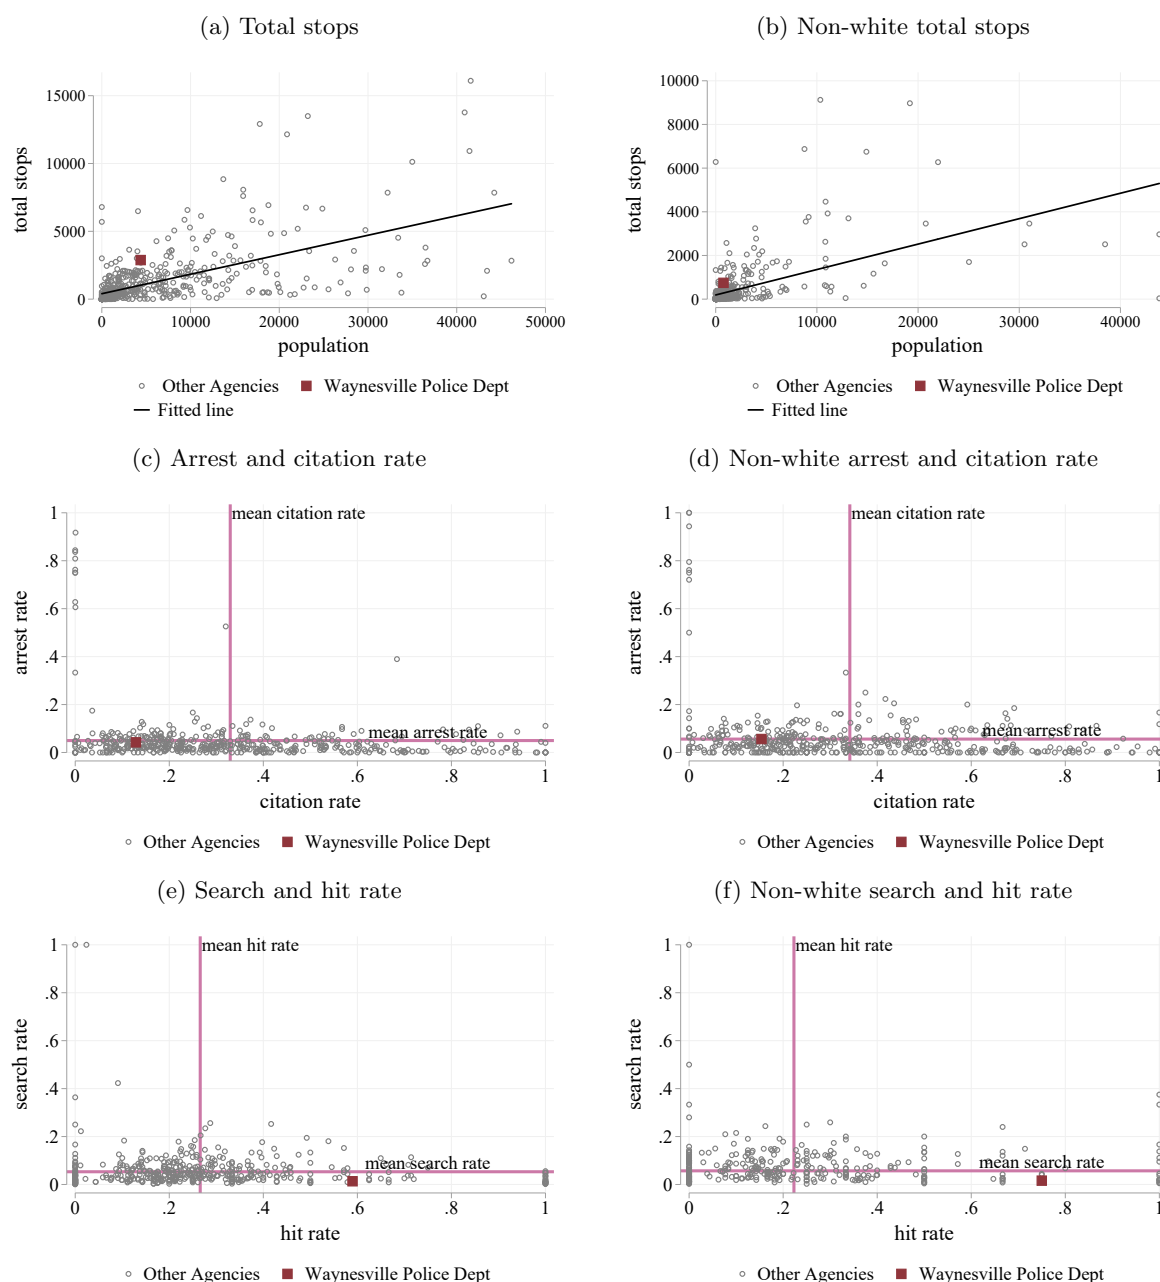 (a) Total stops
(b) Non-white total stops
total stops
15000
10000
5000
0
0 10000 20000 30000 40000 50000
population
Other Agencies Waynesville Police Dept
Fitted line
total stops
10000
8000
6000
4000
2000
0
0 10000 20000 30000 40000
population
Other Agencies Waynesville Police Dept
Fitted line
(c) Arrest and citation rate
(d) Non-white arrest and citation rate
arrest rate
1
.8
.6
.4
.2
0
mean citation rate
mean arrest rate
0 .2 .4 .6 .8 1
citation rate
Other Agencies Waynesville Police Dept
arrest rate
1
.8
.6
.4
.2
0
mean citation rate
mean arrest rate
0 .2 .4 .6 .8 1
citation rate
Other Agencies Waynesville Police Dept
(e) Search and hit rate
(f) Non-white search and hit rate
search rate
1
.8
.6
.4
.2
0
mean hit rate
mean search rate
0 .2 .4 .6 .8 1
hit rate
Other Agencies Waynesville Police Dept
search rate
1
.8
.6
.4
.2
0
mean hit rate
mean search rate
0 .2 .4 .6 .8 1
hit rate
Other Agencies Waynesville Police Dept